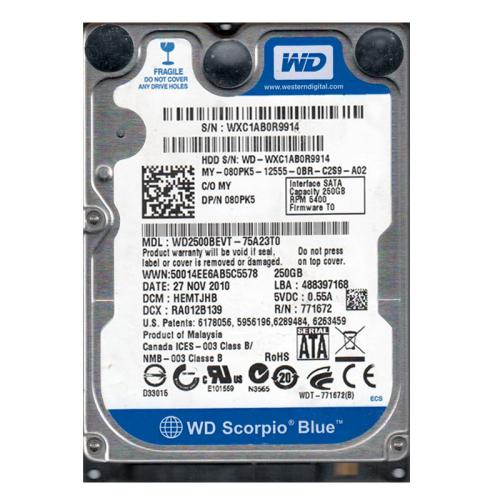 FRAGILE
DO NOT COVER
ANY DRIVE HOLES
WD
www.westerndigital.com
S/N : WXC1AB0R9914
HDD S/N: WD - WXC1AB0R9914
MY - 080PK5 - 12555 - 0BR - C2S9 - A02
C/O MY
DP/N 080PK5
Interface SATA
Capacity 250GB
RPM 5400
Firmware T0
MDL : WD2500BEVT - 75A23T0
Product warranty will be void if seal, label or cover is removed or damaged.
Do not press on top cover.
WWN:50014EE6AB5C5578
250GB
DATE: 27 NOV 2010
LBA : 488397168
DCM : HEMTJHB
5VDC : 0.55A
DCX : RA012B139
R/N : 771672
U.S. Patents: 6178056, 5956196,6289484, 6263459
Product of Malaysia
Canada ICES - 003 Class B/
NMB - 003 Classe B
RoHS
SERIAL
ATA
D33015
E101559
N3565
20
WDT - 771672(B)
ECS
WD Scorpio® Blue™